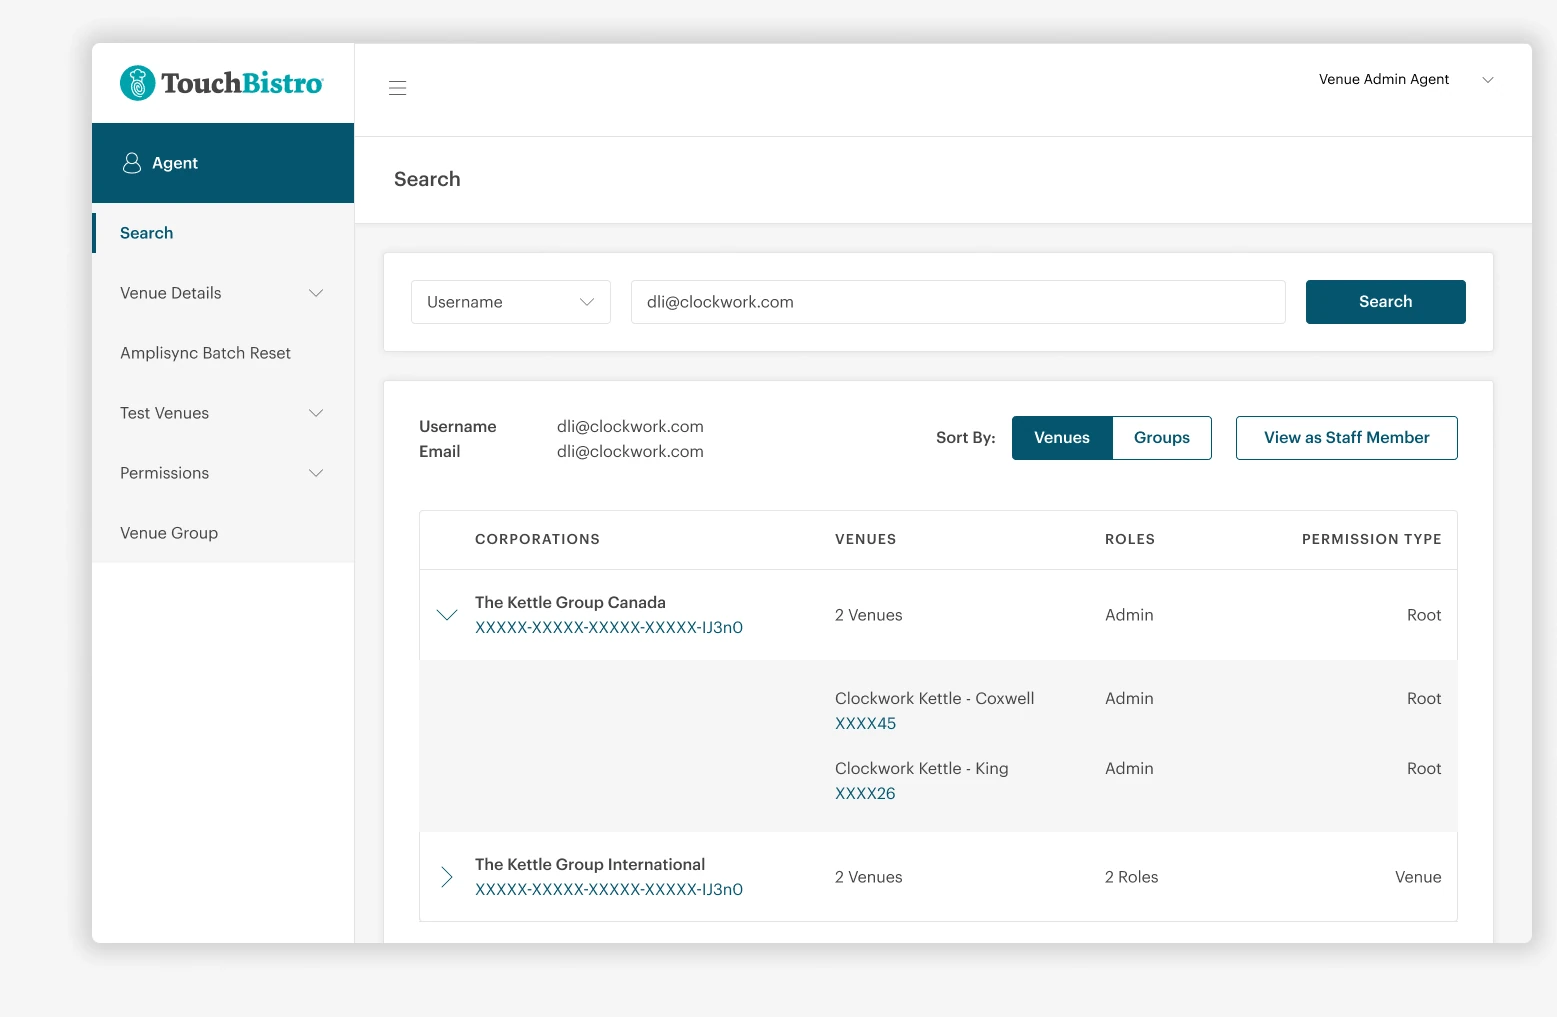 TouchBistro
Venue Admin Agent
Agent
Search
Search
Venue Details
Amplisync Batch Reset
Test Venues
Permissions
Venue Group
Username
dli@clockwork.com
Search
Username dli@clockwork.com
Email dli@clockwork.com
Sort By: Venues Groups View as Staff Member
CORPORATIONS VENUES ROLES PERMISSION TYPE
The Kettle Group Canada
XXXXX-XXXXX-XXXXX-XXXXX-IJ3n0
2 Venues Admin Root
Clockwork Kettle - Coxwell Admin Root
XXXX45
Clockwork Kettle - King Admin Root
XXXX26
The Kettle Group International
XXXXX-XXXXX-XXXXX-XXXXX-IJ3n0
2 Venues 2 Roles Venue